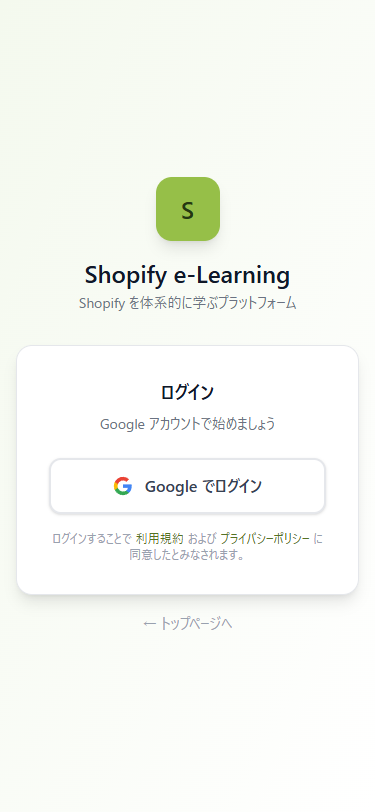 S
Shopify e-Learning
Shopify を体系的に学ぶプラットフォーム
ログイン
Google アカウントで始めましょう
Google でログイン
ログインすることで 利用規約 および プライバシーポリシー に
同意したとみなされます。
← トップページへ